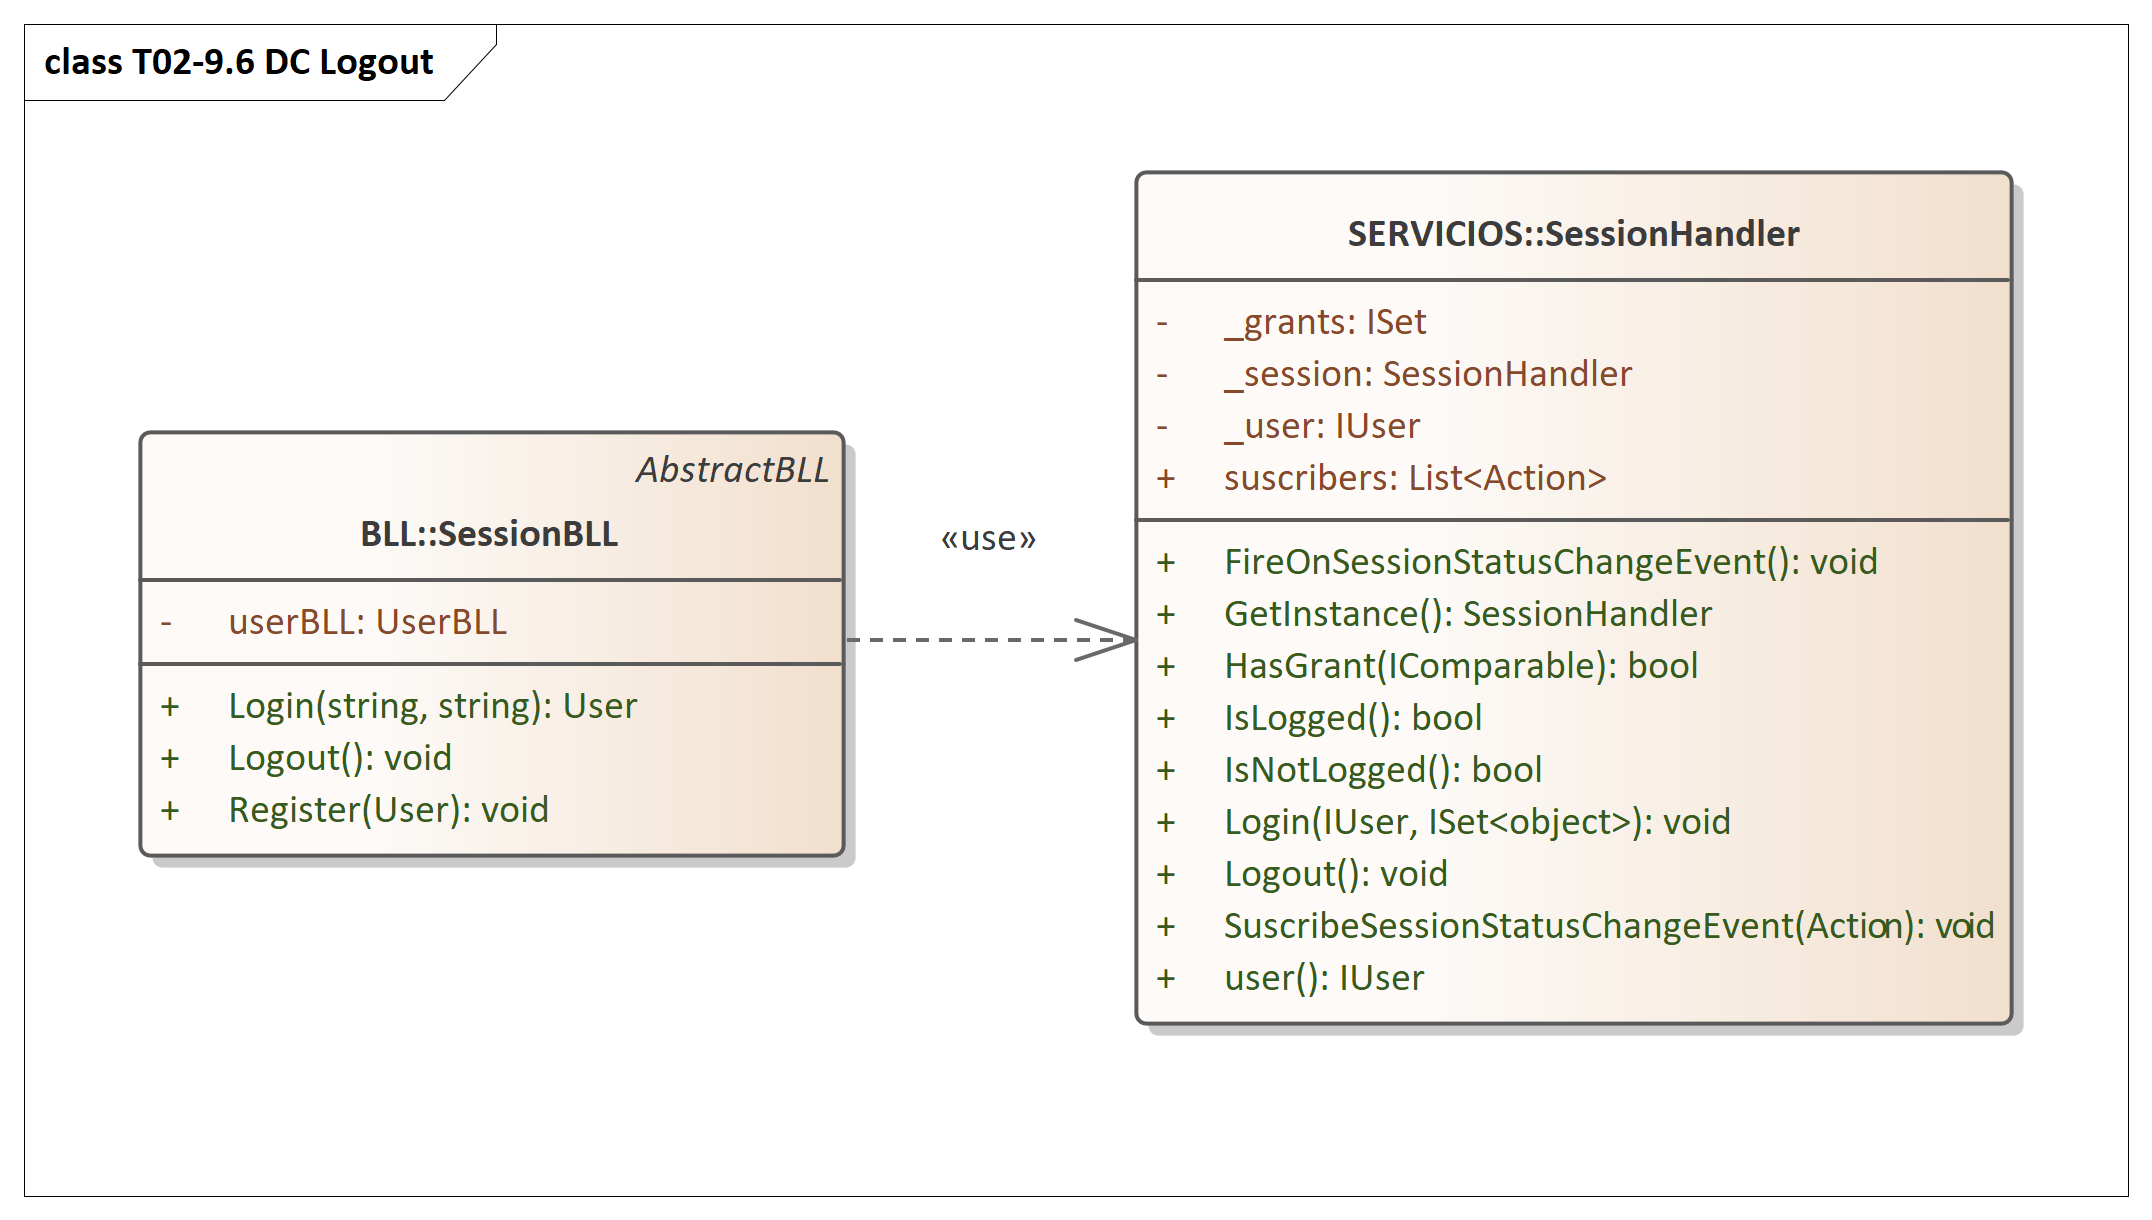 class T02-9.6 DC Logout
AbstractBLL
BLL::SessionBLL
- userBLL: UserBLL
+ Login(string, string): User
+ Logout(): void
+ Register(User): void
«use»
SERVICIOS::SessionHandler
- _grants: ISet
- _session: SessionHandler
- _user: IUser
+ suscribers: List<Action>
+ FireOnSessionStatusChangeEvent(): void
+ GetInstance(): SessionHandler
+ HasGrant(IComparable): bool
+ IsLogged(): bool
+ IsNotLogged(): bool
+ Login(IUser, ISet<object>): void
+ Logout(): void
+ SuscribeSessionStatusChangeEvent(Action): void
+ user(): IUser